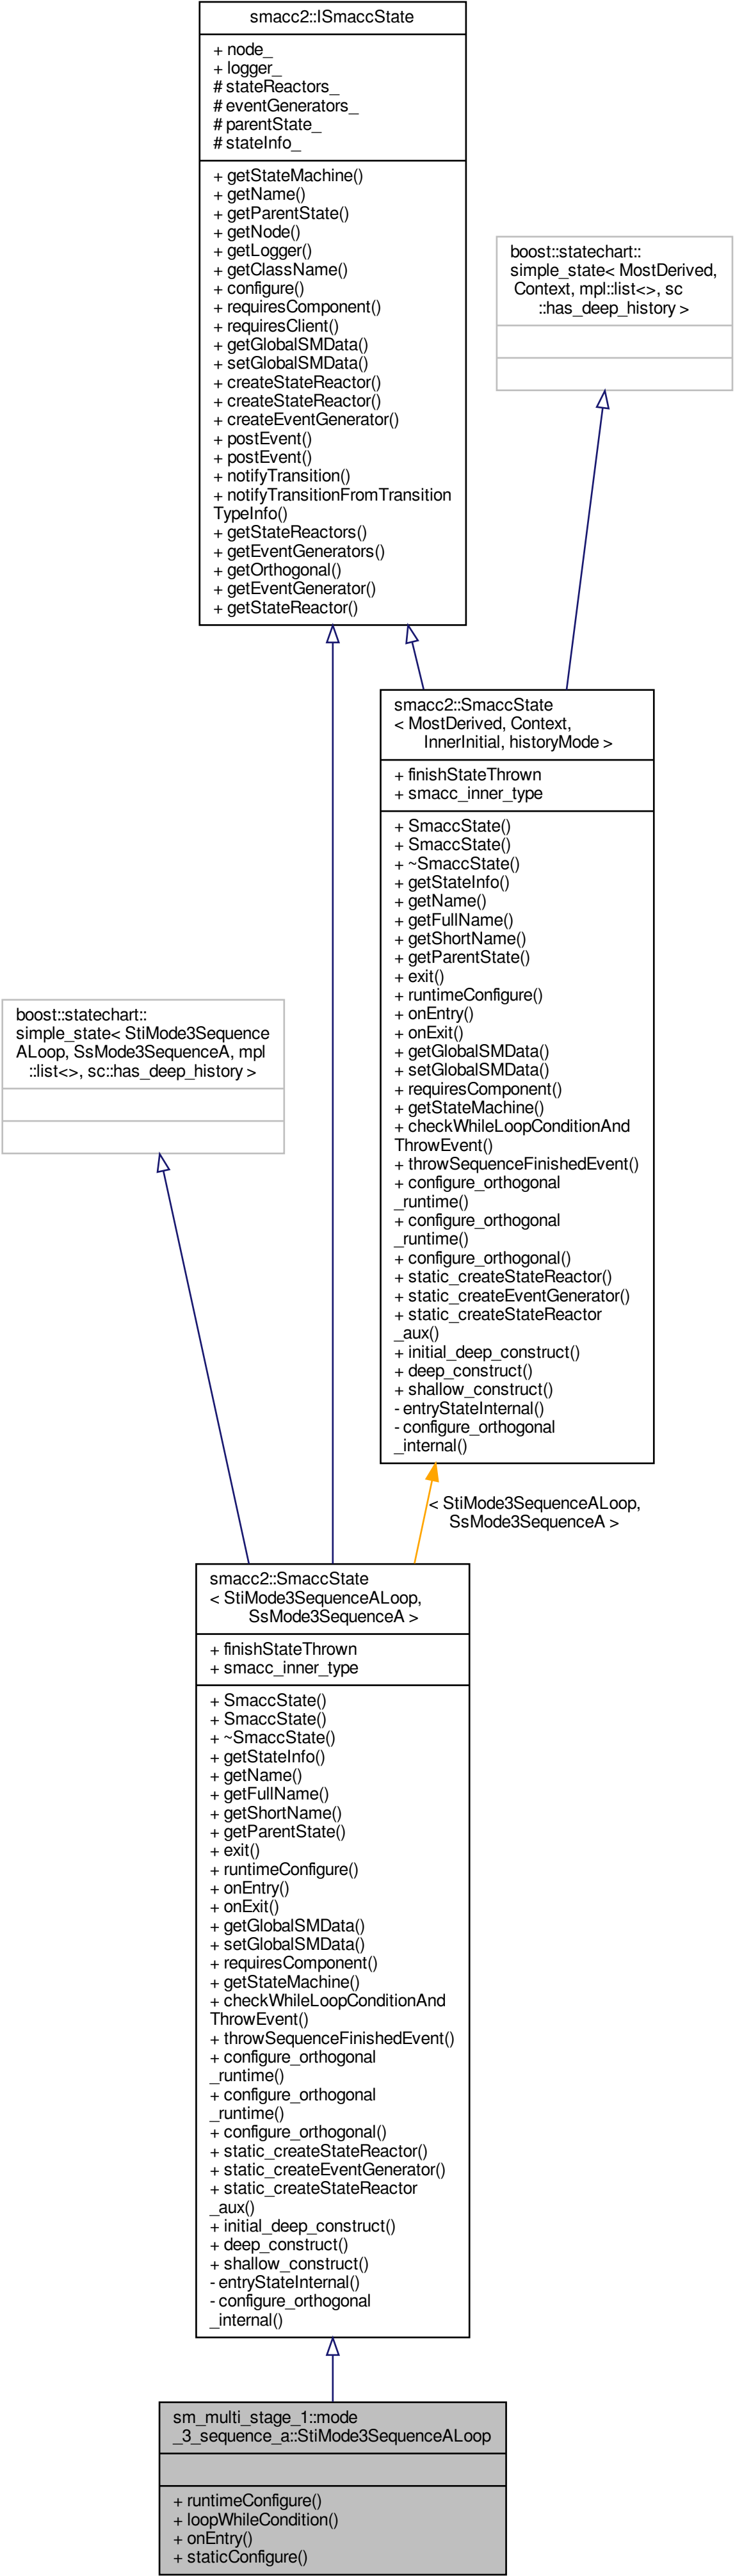 smacc2::ISmaccState
+ node_
+ logger_
# stateReactors_
# eventGenerators_
# parentState_
# stateInfo_
+ getStateMachine()
+ getName()
+ getParentState()
+ getNode()
+ getLogger()
+ getClassName()
+ configure()
+ requiresComponent()
+ requiresClient()
+ getGlobalSMData()
+ setGlobalSMData()
+ createStateReactor()
+ createStateReactor()
+ createEventGenerator()
+ postEvent()
+ postEvent()
+ notifyTransition()
+ notifyTransitionFromTransition
TypeInfo()
+ getStateReactors()
+ getEventGenerators()
+ getOrthogonal()
+ getEventGenerator()
+ getStateReactor()
boost::statechart::
simple_state< MostDerived,
Context, mpl::list<>, sc
::has_deep_history >
smacc2::SmaccState
< MostDerived, Context,
InnerInitial, historyMode >
+ finishStateThrown
+ smacc_inner_type
+ SmaccState()
+ SmaccState()
+ ~SmaccState()
+ getStateInfo()
+ getName()
+ getFullName()
+ getShortName()
+ getParentState()
+ exit()
+ runtimeConfigure()
+ onEntry()
+ onExit()
+ getGlobalSMData()
+ setGlobalSMData()
+ requiresComponent()
+ getStateMachine()
+ checkWhileLoopConditionAnd
ThrowEvent()
+ throwSequenceFinishedEvent()
+ configure_orthogonal
_runtime()
+ configure_orthogonal
_runtime()
+ configure_orthogonal()
+ static_createStateReactor()
+ static_createEventGenerator()
+ static_createStateReactor
_aux()
+ initial_deep_construct()
+ deep_construct()
+ shallow_construct()
- entryStateInternal()
- configure_orthogonal
_internal()
boost::statechart::
simple_state< StiMode3Sequence
ALoop, SsMode3SequenceA, mpl
::list<>, sc::has_deep_history >
< StiMode3SequenceALoop,
SsMode3SequenceA >
smacc2::SmaccState
< StiMode3SequenceALoop,
SsMode3SequenceA >
+ finishStateThrown
+ smacc_inner_type
+ SmaccState()
+ SmaccState()
+ ~SmaccState()
+ getStateInfo()
+ getName()
+ getFullName()
+ getShortName()
+ getParentState()
+ exit()
+ runtimeConfigure()
+ onEntry()
+ onExit()
+ getGlobalSMData()
+ setGlobalSMData()
+ requiresComponent()
+ getStateMachine()
+ checkWhileLoopConditionAnd
ThrowEvent()
+ throwSequenceFinishedEvent()
+ configure_orthogonal
_runtime()
+ configure_orthogonal
_runtime()
+ configure_orthogonal()
+ static_createStateReactor()
+ static_createEventGenerator()
+ static_createStateReactor
_aux()
+ initial_deep_construct()
+ deep_construct()
+ shallow_construct()
- entryStateInternal()
- configure_orthogonal
_internal()
sm_multi_stage_1::mode
_3_sequence_a::StiMode3SequenceALoop
+ runtimeConfigure()
+ loopWhileCondition()
+ onEntry()
+ staticConfigure()